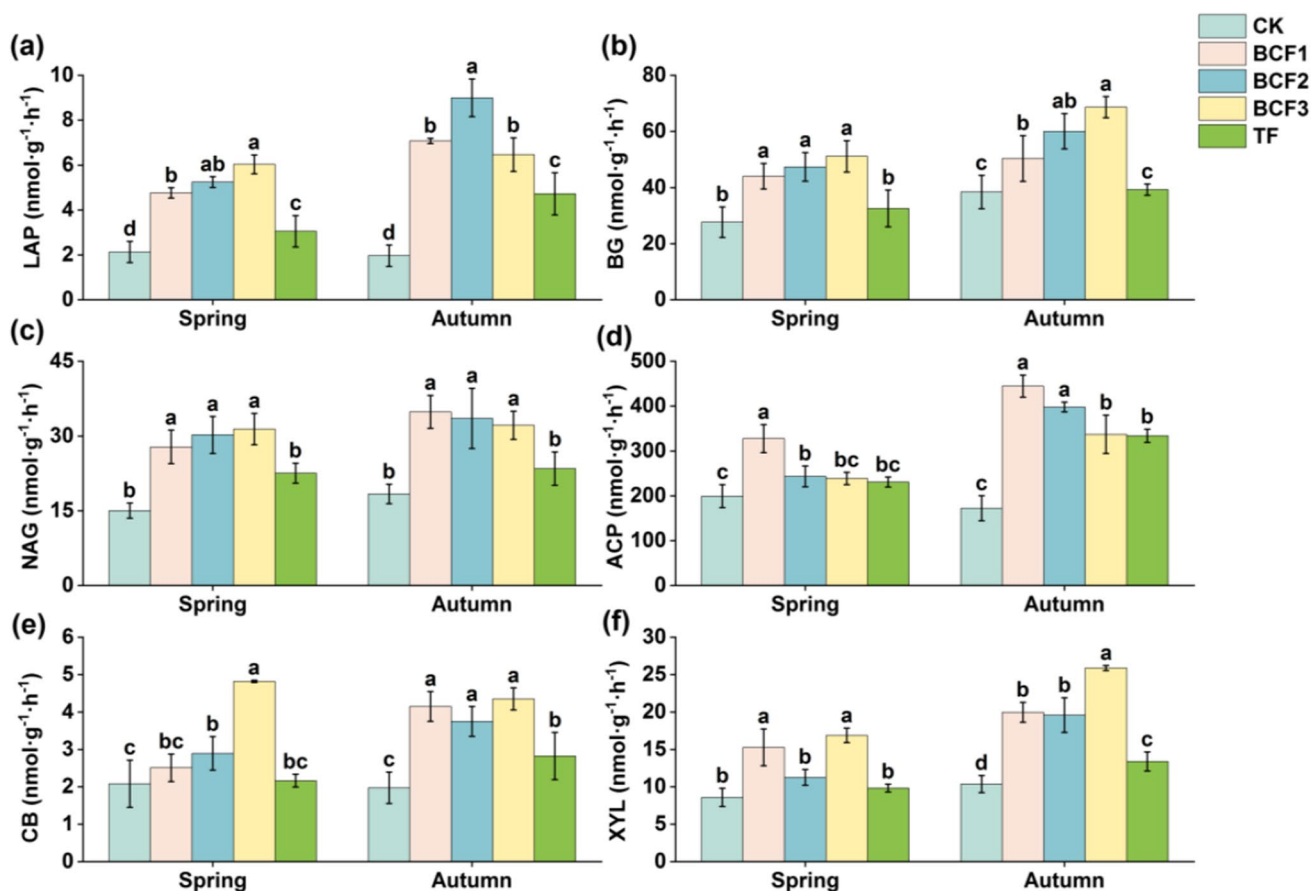 CK
BCF1
BCF2
BCF3
TF
(a)
LAP (nmol·g⁻¹·h⁻¹)
10
8
6
4
2
0
d b ab a c
d b a b c
Spring Autumn
(b)
BG (nmol·g⁻¹·h⁻¹)
80
60
40
20
0
b a a a b
c b ab a c
Spring Autumn
(c)
NAG (nmol·g⁻¹·h⁻¹)
45
30
15
0
b a a a b
b a a a b
Spring Autumn
(d)
ACP (nmol·g⁻¹·h⁻¹)
500
400
300
200
100
0
c a b bc bc
c a a b b
Spring Autumn
(e)
CB (nmol·g⁻¹·h⁻¹)
6
5
4
3
2
1
0
c bc b a bc
c a a a b
Spring Autumn
(f)
XYL (nmol·g⁻¹·h⁻¹)
30
25
20
15
10
5
0
b a b a b
d b b a c
Spring Autumn